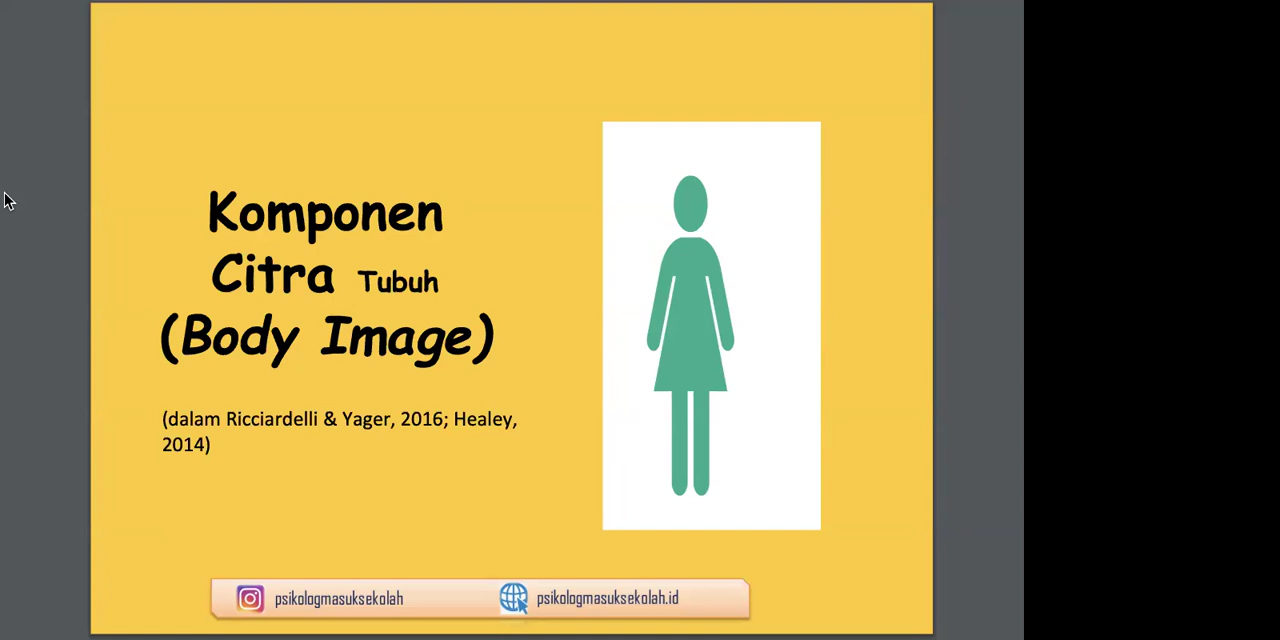 Komponen
Citra Tubuh
(Body Image)
(dalam Ricciardelli & Yager, 2016; Healey,
2014)
psikologmasuksekolah
psikologmasuksekolah.id